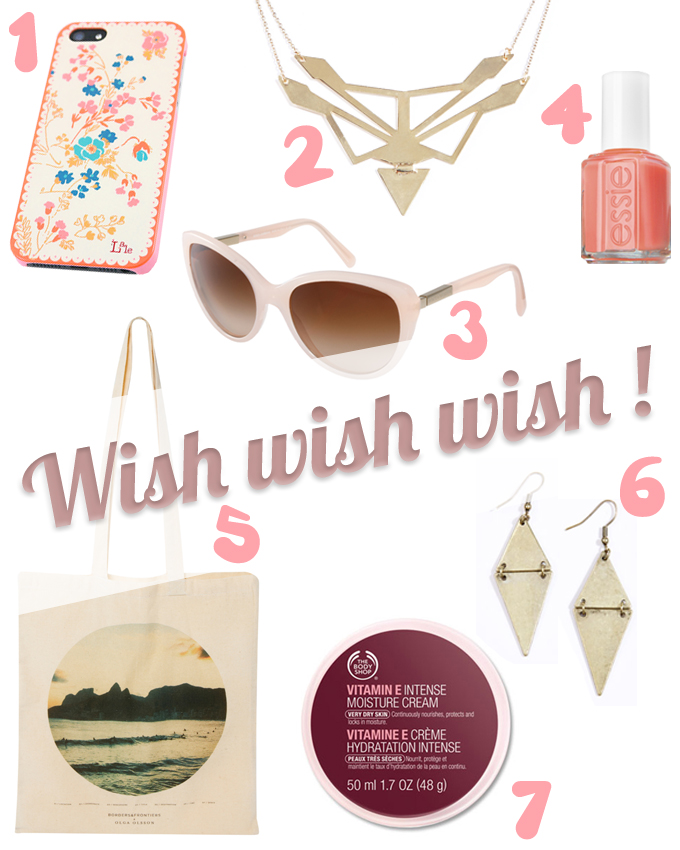 1
Lale
2
4
essie
3
Wish wish wish !
6
5
THE
BODY
SHOP
VITAMIN E INTENSE
MOISTURE CREAM
VERY DRY SKIN Continuously nourishes, protects and
locks in moisture.
VITAMINE E CRÈME
HYDRATATION INTENSE
PEAUX TRÈS SÈCHES Nourrit, protège et
maintient le taux d'hydratation de la peau en continu.
50 ml 1.7 OZ (48 g)
BORDERS&FRONTIERS
OLGA
7